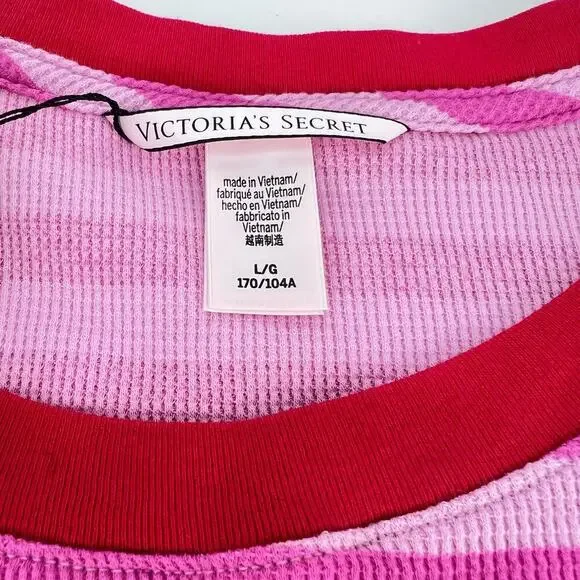 VICTORIA'S SECRET
made in Vietnam/
fabriqué au Vietnam/
hecho en Vietnam/
fabbricato in
Vietnam/
越南制造
L/G
170/104A